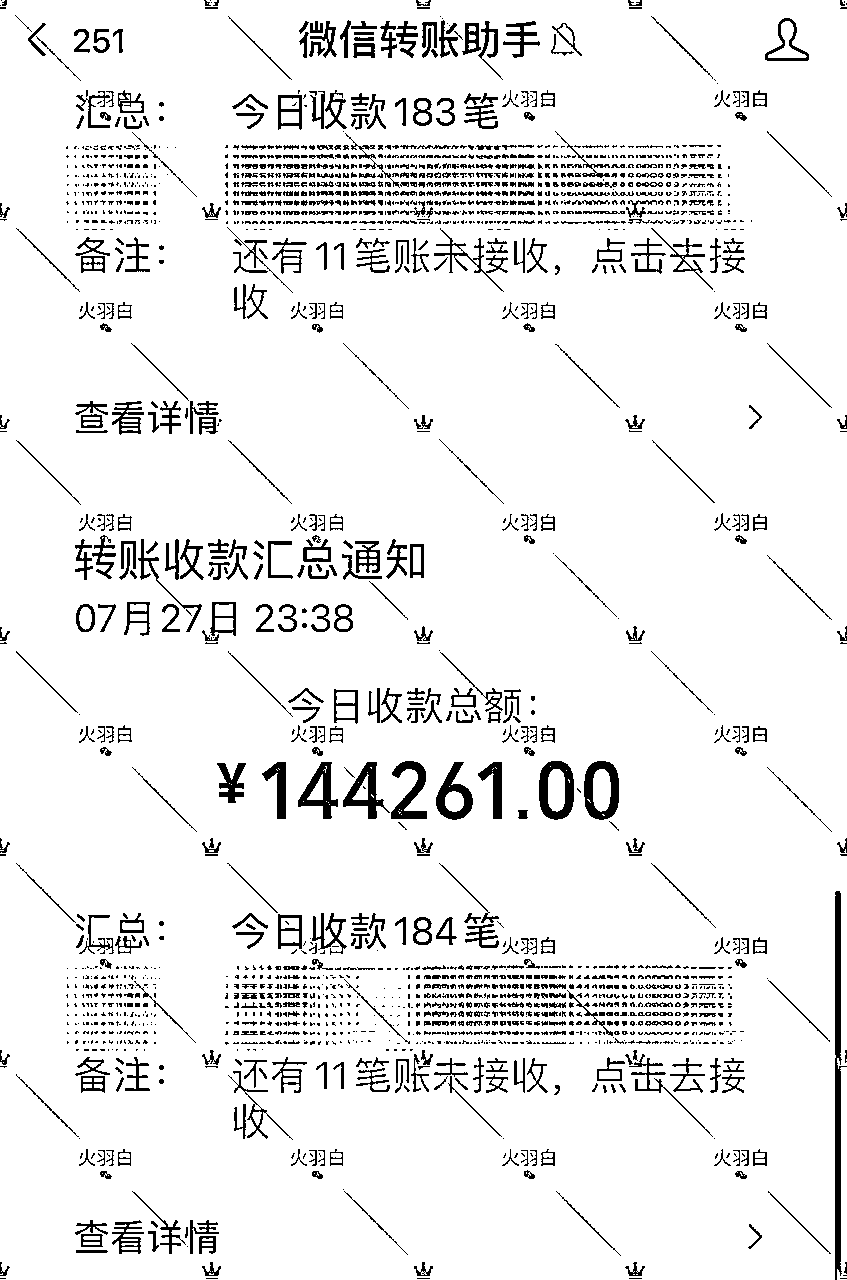 251 微信转账助手
汇总： 今日收款183笔
备注： 还有11笔账未接收，点击去接
收
查看详情
转账收款汇总通知
07月27日 23:38
今日收款总额：
¥144261.00
汇总： 今日收款184笔
备注： 还有11笔账未接收，点击去接
收
查看详情
火羽白